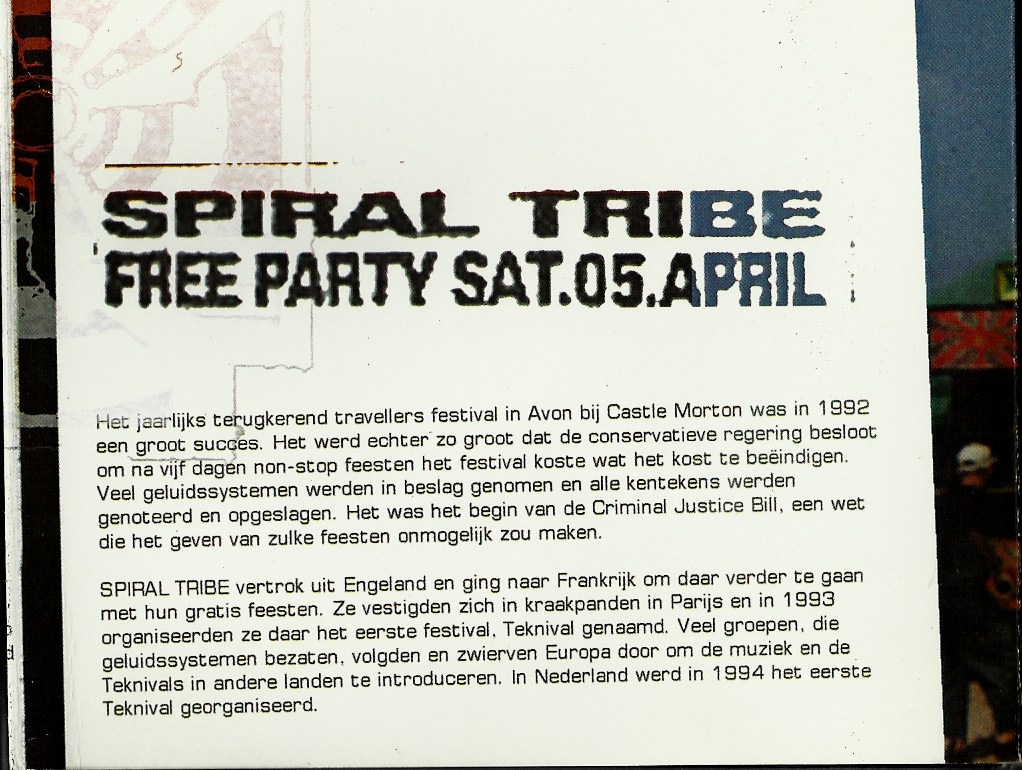 SPIRAL TRIBE
FREE PARTY SAT.05.APRIL
Het jaarlijks terugkerend travellers festival in Avon bij Castle Morton was in 1992
een groot succes. Het werd echter zo groot dat de conservatieve regering besloot
om na vijf dagen non-stop feesten het festival koste wat het kost te beëindigen.
Veel geluidssystemen werden in beslag genomen en alle kentekens werden
genoteerd en opgeslagen. Het was het begin van de Criminal Justice Bill, een wet
die het geven van zulke feesten onmogelijk zou maken.
SPIRAL TRIBE vertrok uit Engeland en ging naar Frankrijk om daar verder te gaan
met hun gratis feesten. Ze vestigden zich in kraakpanden in Parijs en in 1993
organiseerden ze daar het eerste festival, Teknival genaamd. Veel groepen, die
geluidssystemen bezaten, volgden en zwierven Europa door om de muziek en de
Teknivals in andere landen te introduceren. In Nederland werd in 1994 het eerste
Teknival georganiseerd.